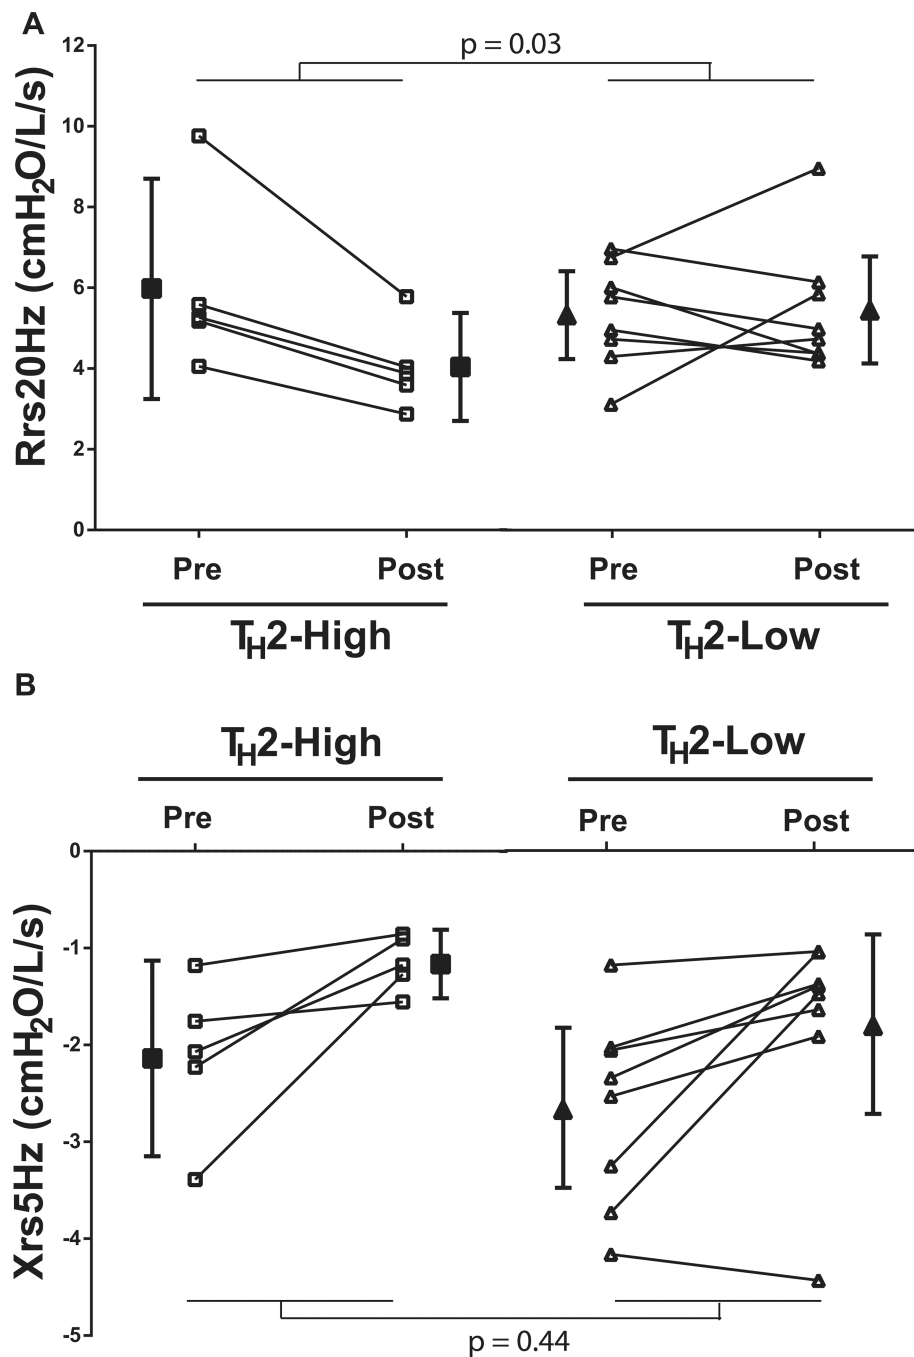 A
p = 0.03
12
10
8
6
4
2
0
Rrs20Hz (cmH2O/L/s)
Pre Post Pre Post
TH2-High TH2-Low
B
TH2-High TH2-Low
Pre Post Pre Post
0
-1
-2
-3
-4
-5
Xrs5Hz (cmH2O/L/s)
p = 0.44